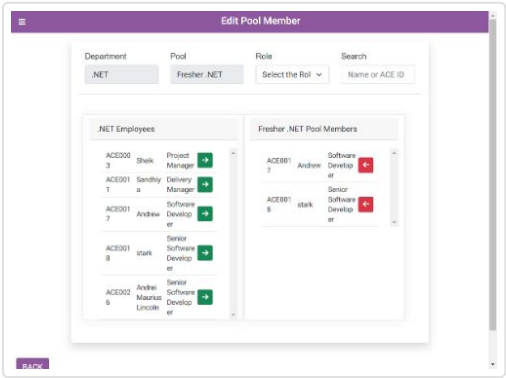 Edit Pool Member
Department Pool Role Search
.NET Fresher .NET Select the Rol Name or ACE ID
.NET Employees
ACE000
3
Sheik
Project
Manager
ACE001
1
Sandhiy
a
Delivery
Manager
ACE001
7
Andrew
Software
Develop
er
ACE001
8
stark
Senior
Software
Develop
er
ACE002
6
Andrei
Maurius
Lincoln
Senior
Software
Develop
er
Fresher .NET Pool Members
ACE001
7
Andrew
Software
Develop
er
ACE001
8
stark
Senior
Software
Develop
er
BACK